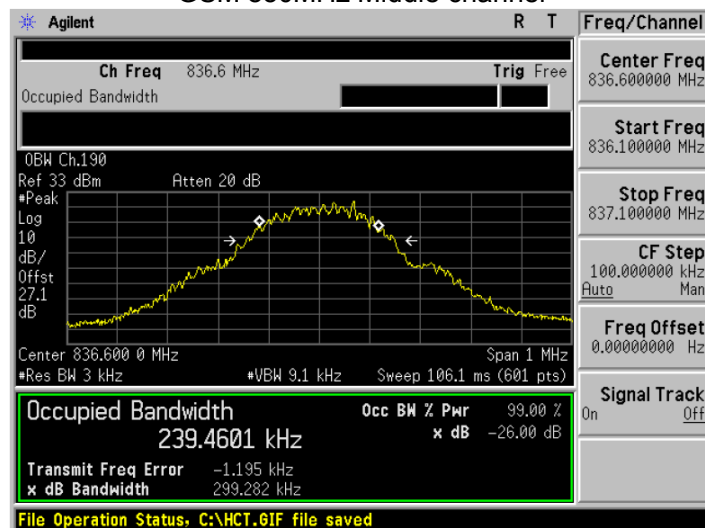 Agilent R T
Ch Freq 836.6 MHz Trig Free
Occupied Bandwidth
OBW Ch.190
Ref 33 dBm Atten 20 dB
#Peak
Log
10
dB/
Offst
27.1
dB
Center 836.600 0 MHz Span 1 MHz
#Res BW 3 kHz #VBW 9.1 kHz Sweep 106.1 ms (601 pts)
Occupied Bandwidth Occ BW % Pwr 99.00 %
239.4601 kHz x dB -26.00 dB
Transmit Freq Error -1.195 kHz
x dB Bandwidth 299.282 kHz
File Operation Status, C:\HCT.GIF file saved
Freq/Channel
Center Freq
836.600000 MHz
Start Freq
836.100000 MHz
Stop Freq
837.100000 MHz
CF Step
100.000000 kHz
Auto Man
Freq Offset
0.00000000 Hz
Signal Track
On Off